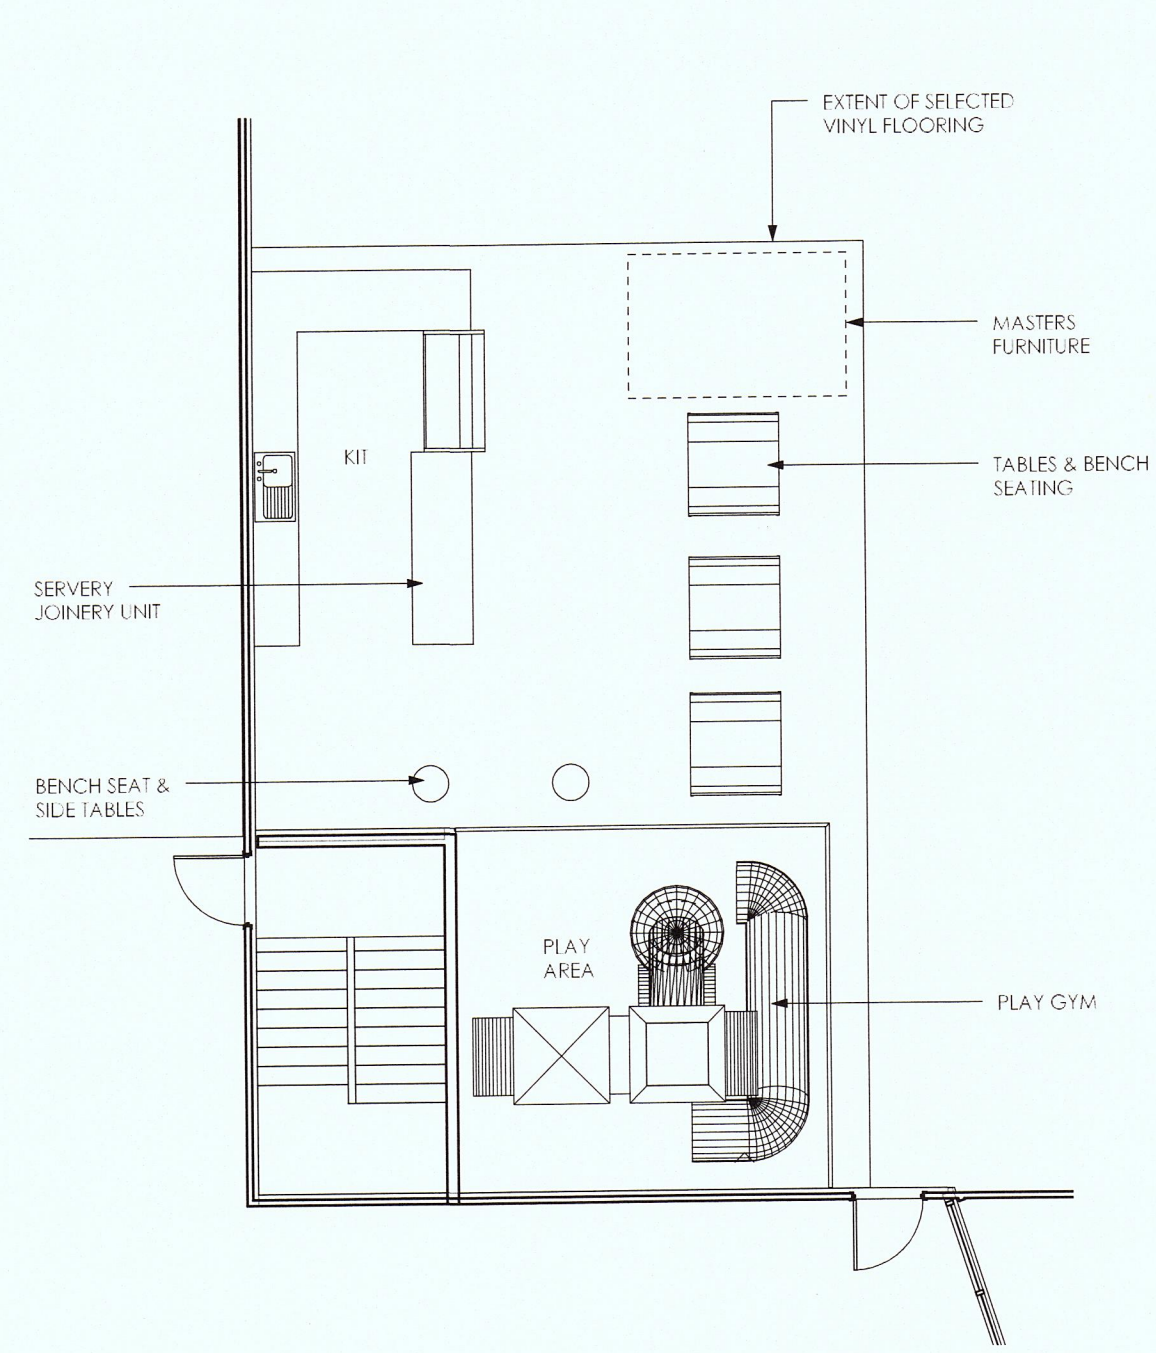 EXTENT OF SELECTED
VINYL FLOORING
MASTERS
FURNITURE
KIT
TABLES & BENCH
SEATING
SERVERY
JOINERY UNIT
BENCH SEAT &
SIDE TABLES
PLAY
AREA
PLAY GYM